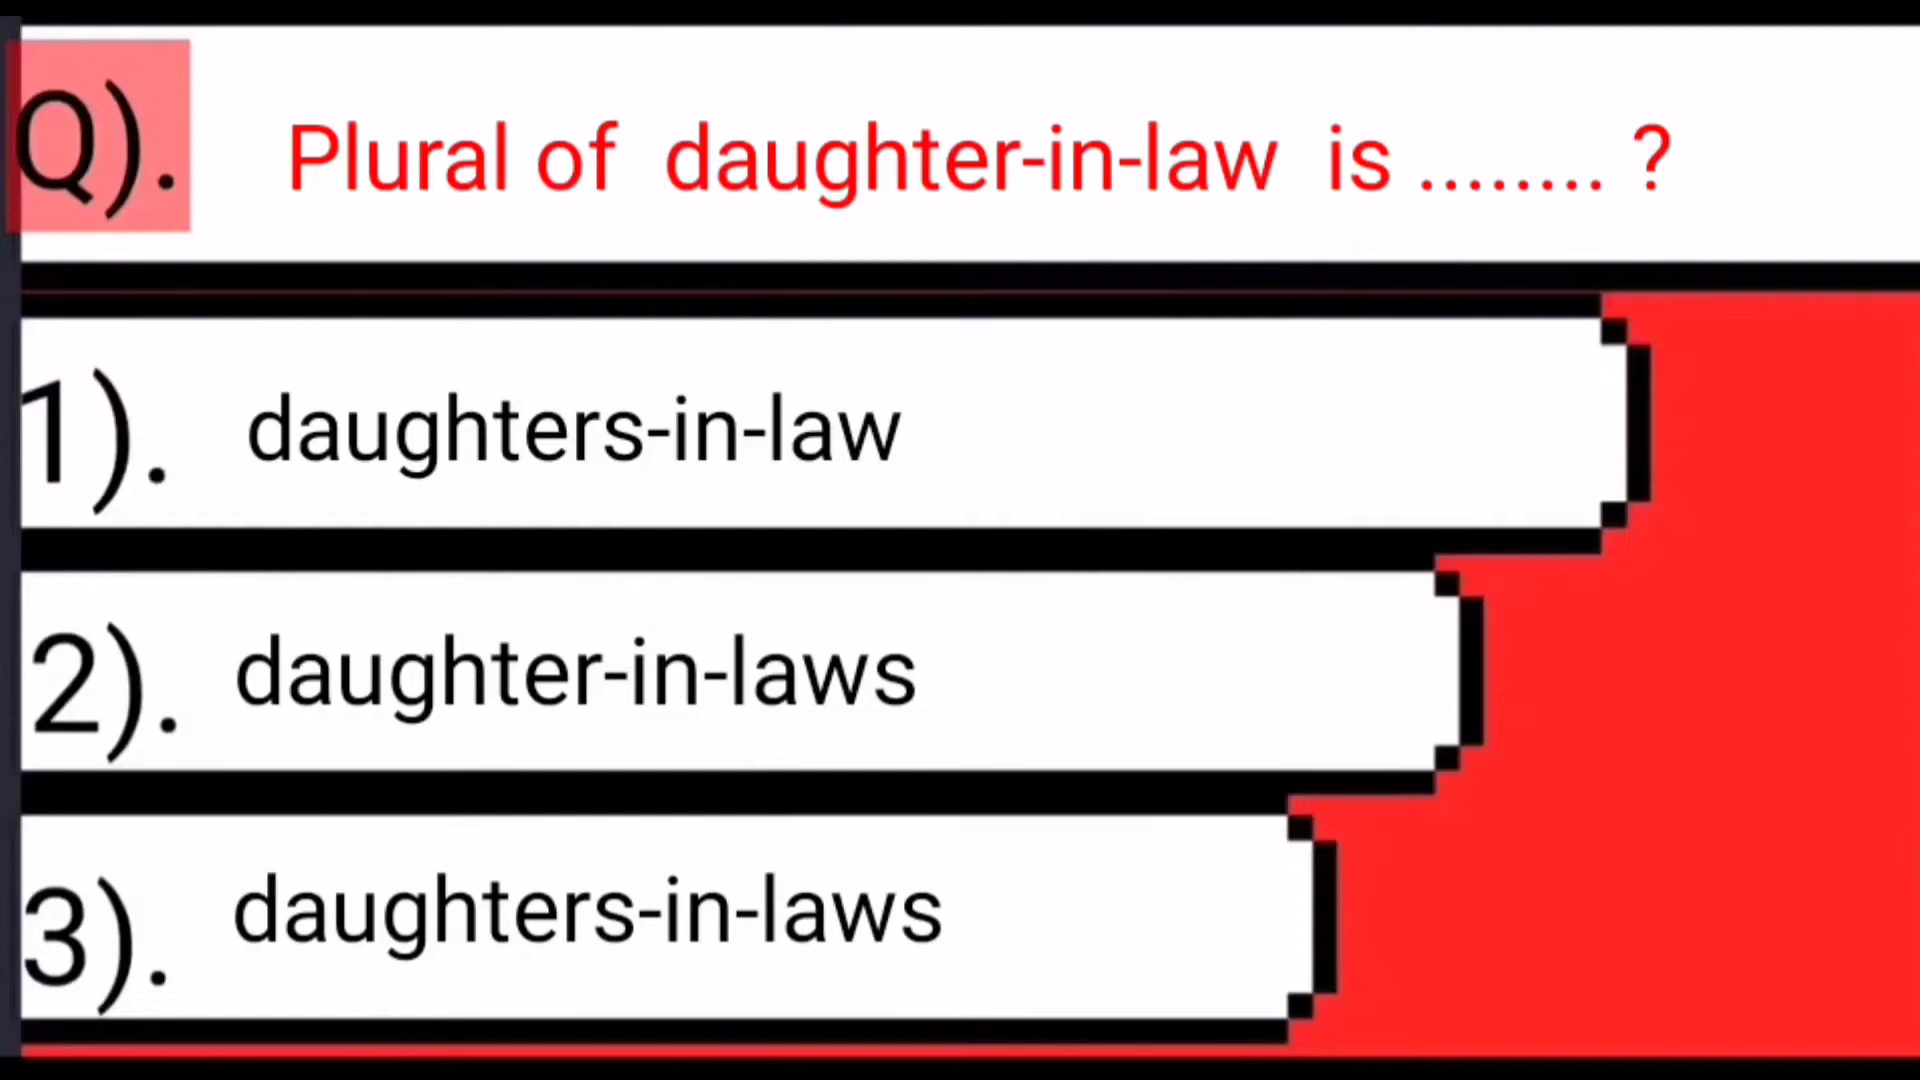 Q). Plural of daughter-in-law is ........ ?
1). daughters-in-law
2). daughter-in-laws
3). daughters-in-laws